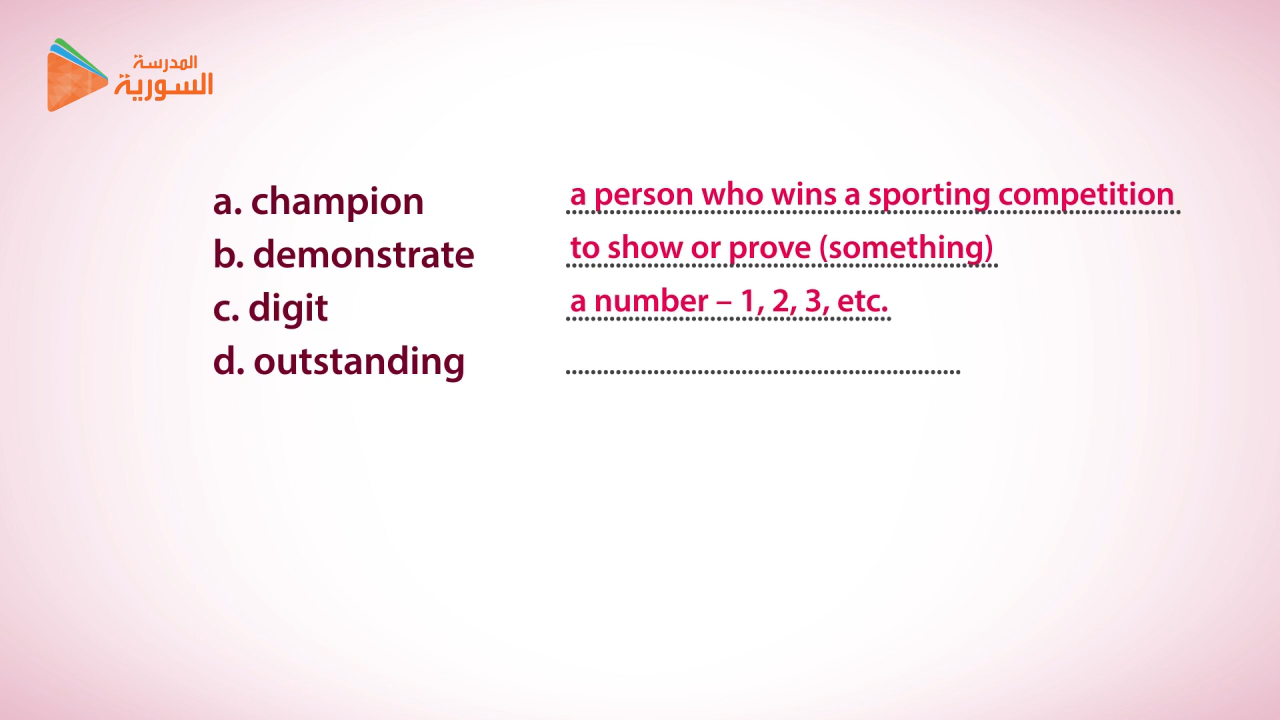 المدرسة
السورية
a. champion a person who wins a sporting competition
b. demonstrate to show or prove (something)
c. digit a number – 1, 2, 3, etc.
d. outstanding ................................................................